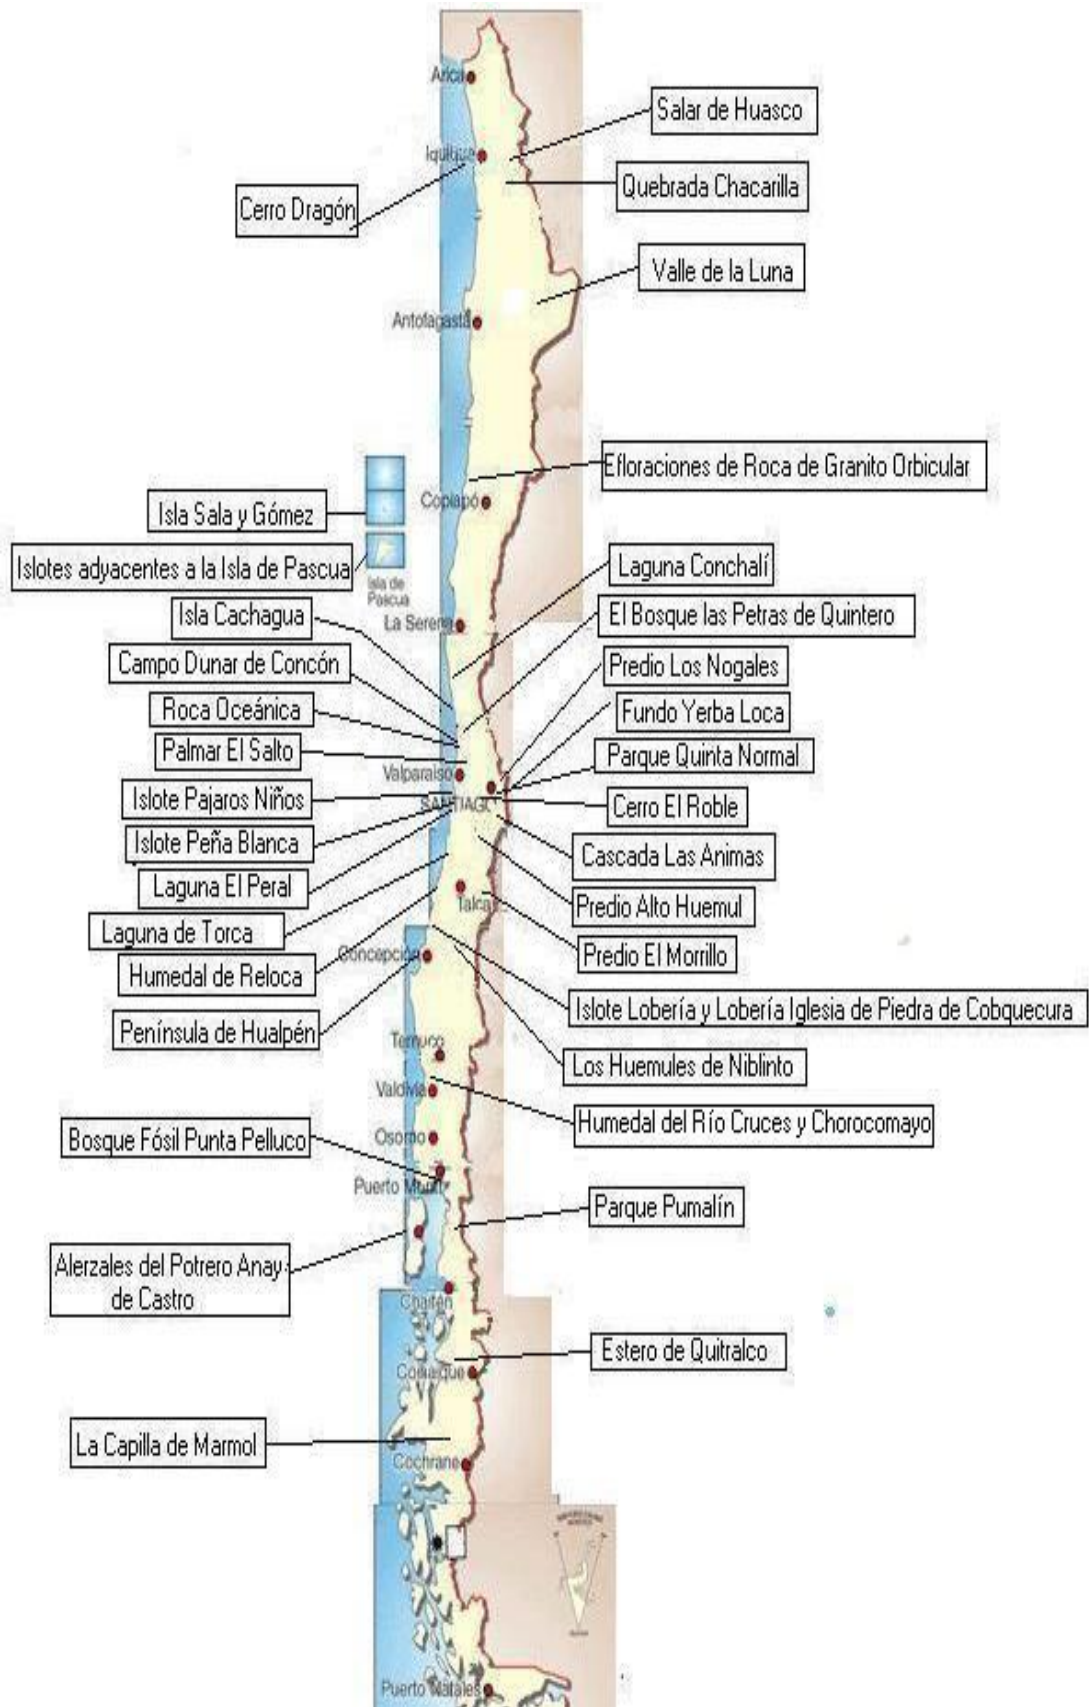 Arica
Salar de Huasco
Iquique
Quebrada Chacarilla
Cerro Dragón
Valle de la Luna
Antofagasta
Efloraciones de Roca de Granito Orbicular
Copiapó
Isla Sala y Gómez
Islotes adyacentes a la Isla de Pascua
Isla de
Pascua
Laguna Conchalí
Isla Cachagua
El Bosque las Petras de Quintero
La Serena
Campo Dunar de Concón
Predio Los Nogales
Roca Oceánica
Fundo Yerba Loca
Palmar El Salto
Parque Quinta Normal
Valparaíso
Islote Pajaros Niños
SANTIAGO
Cerro El Roble
Islote Peña Blanca
Cascada Las Animas
Laguna El Peral
Talca
Predio Alto Huemul
Laguna de Torca
Concepción
Predio El Morrillo
Humedal de Reloca
Islote Lobería y Lobería Iglesia de Piedra de Cobquecura
Península de Hualpén
Temuco
Los Huemules de Niblinto
Valdivia
Humedal del Río Cruces y Chorocomayo
Bosque Fósil Punta Pelluco
Osorno
Puerto Montt
Parque Pumalín
Alerzales del Potrero Anay
de Castro
Chaitén
Estero de Quitralco
Coihaique
La Capilla de Marmol
Cochrane
Puerto Natales